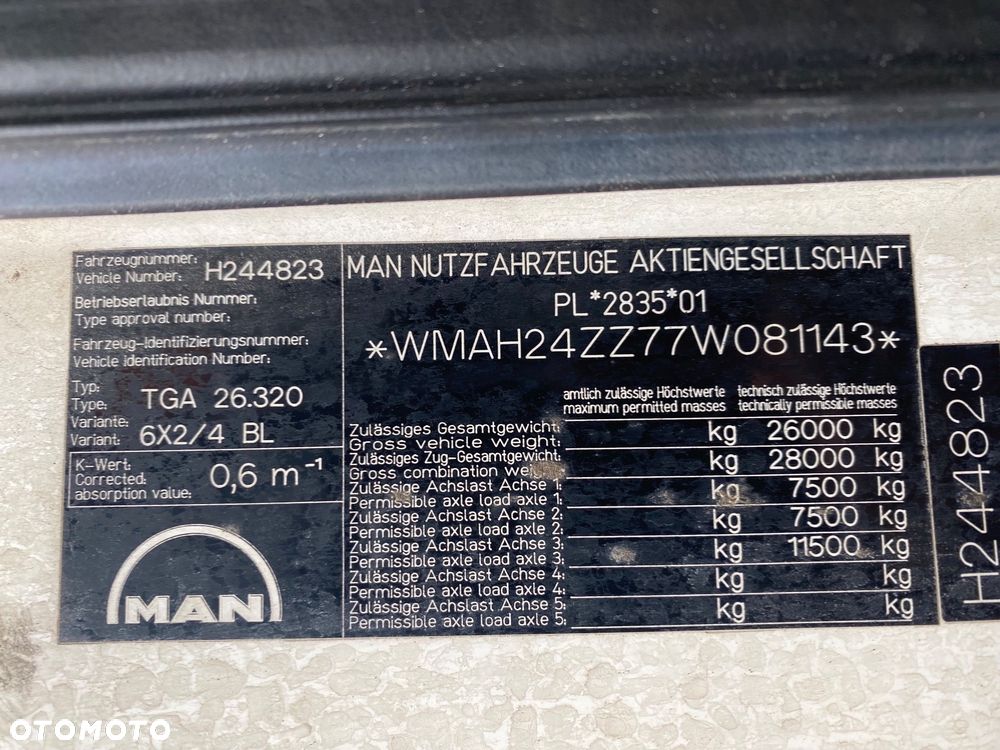 Fahrzeugnummer:
Vehicle Number: H244823
Betriebserlaubnis Nummer:
Type approval number:
Fahrzeug-Identifizierungsnummer:
Vehicle Identification Number:
Typ:
Type: TGA 26.320
Variante:
Variant: 6X2/4 BL
K-Wert:
Corrected
absorption value: 0,6 m⁻¹
MAN
MAN NUTZFAHRZEUGE AKTIENGESELLSCHAFT
PL*2835*01
*WMAH24ZZ77W081143*
amtlich zulässige Höchstwerte technisch zulässige Höchstwerte
maximum permitted masses technically permissible masses
Zulässiges Gesamtgewicht:
Gross vehicle weight: kg 26000 kg
Zulässiges Zug-Gesamtgewicht:
Gross combination weight: kg 28000 kg
Zulässige Achslast Achse 1:
Permissible axle load axle 1: kg 7500 kg
Zulässige Achslast Achse 2:
Permissible axle load axle 2: kg 7500 kg
Zulässige Achslast Achse 3:
Permissible axle load axle 3: kg 11500 kg
Zulässige Achslast Achse 4:
Permissible axle load axle 4: kg kg
Zulässige Achslast Achse 5:
Permissible axle load axle 5: kg kg
H244823
OTOMOTO